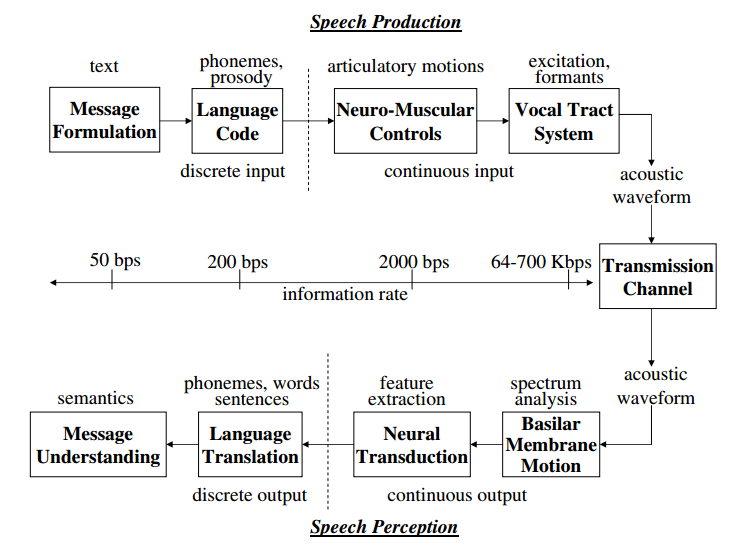 Speech Production
text
phonemes,
prosody
articulatory motions
excitation,
formants
Message
Formulation
Language
Code
Neuro-Muscular
Controls
Vocal Tract
System
discrete input
continuous input
acoustic
waveform
50 bps
200 bps
2000 bps
64-700 Kbps
information rate
Transmission
Channel
acoustic
waveform
semantics
phonemes, words
sentences
feature
extraction
spectrum
analysis
Message
Understanding
Language
Translation
Neural
Transduction
Basilar
Membrane
Motion
discrete output
continuous output
Speech Perception